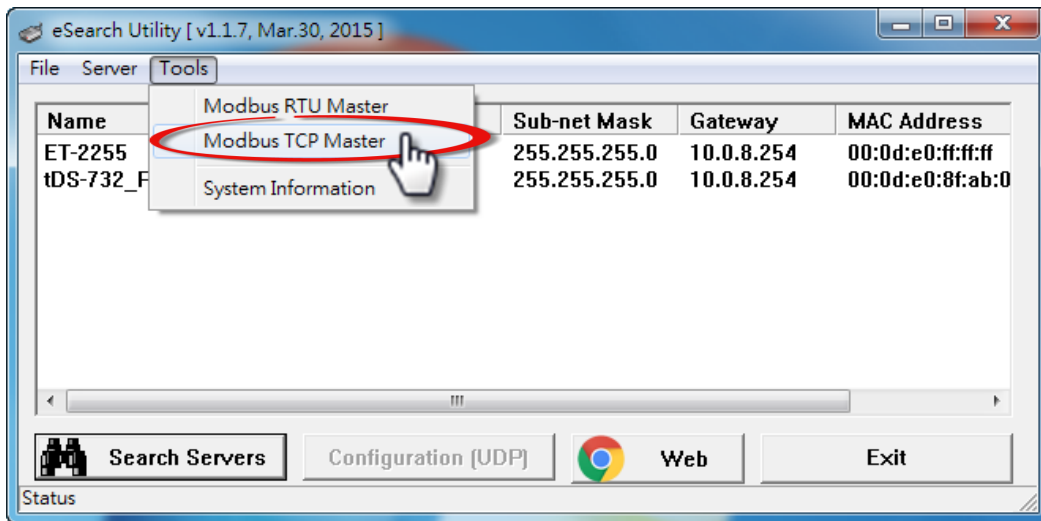 eSearch Utility [ v1.1.7, Mar.30, 2015 ]
File Server Tools
Modbus RTU Master
Modbus TCP Master
System Information
Name Sub-net Mask Gateway MAC Address
ET-2255 255.255.255.0 10.0.8.254 00:0d:e0:ff:ff:ff
tDS-732_F 255.255.255.0 10.0.8.254 00:0d:e0:8f:ab:0
Search Servers Configuration (UDP) Web Exit
Status